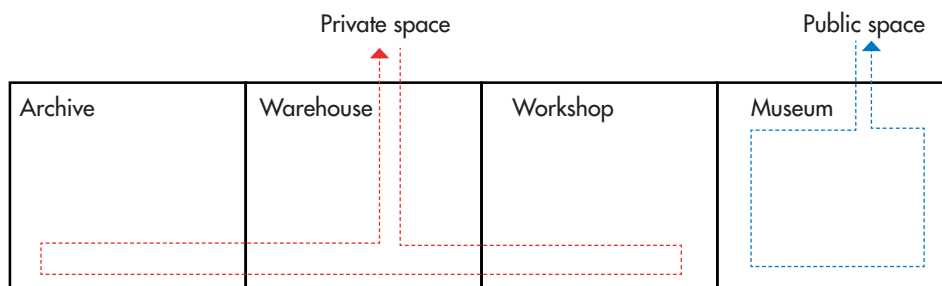 Private space
Public space
Archive
Warehouse
Workshop
Museum